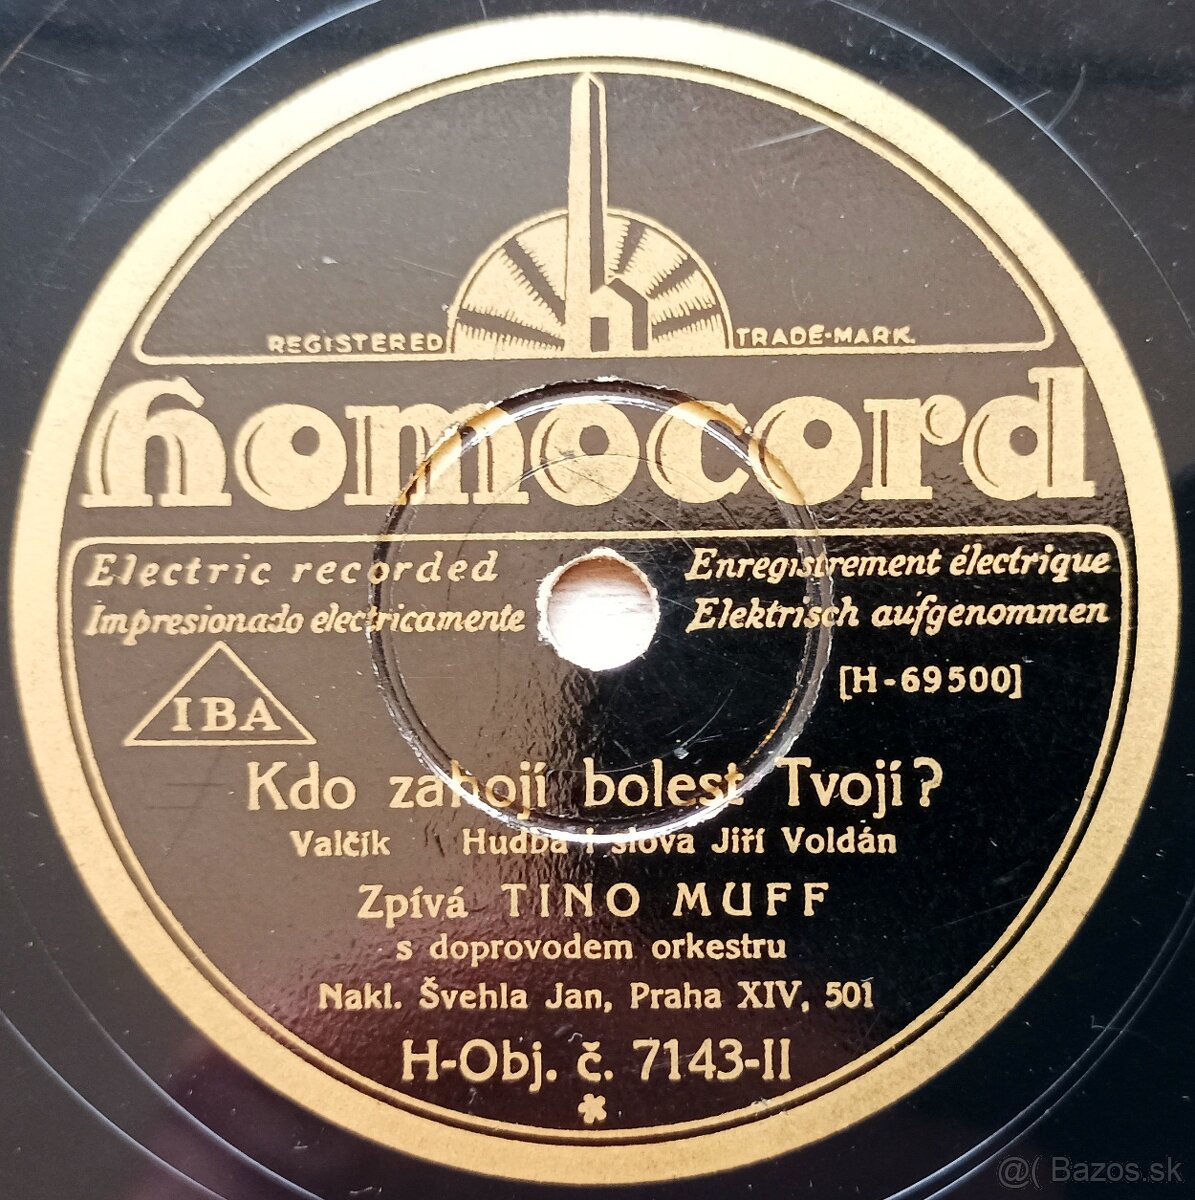 REGISTERED TRADE-MARK.
homocord
Electric recorded Enregistrement électrique
Impresionado electricamente Elektrisch aufgenommen
[H-69500]
IBA
Kdo zahojí bolest Tvojí?
Valčík Hudba i slova Jiří Voldán
Zpívá TINO MUFF
s doprovodem orkestru
Nakl. Švehla Jan, Praha XIV, 501
H-Obj. č. 7143-II
*
@( Bazos.sk